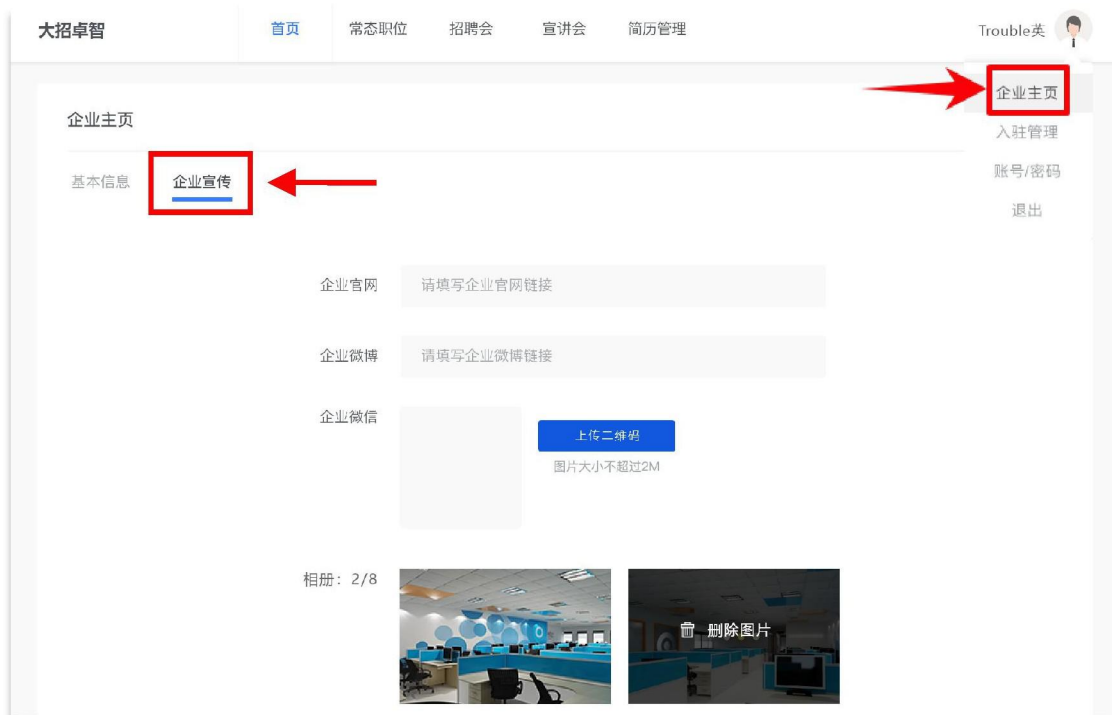 大招卓智 首页 常态职位 招聘会 宣讲会 简历管理 Trouble英
企业主页
入驻管理
账号/密码
退出
企业主页
基本信息 企业宣传
企业官网 请填写企业官网链接
企业微博 请填写企业微博链接
企业微信
上传二维码
图片大小不超过2M
相册：2/8
删除图片